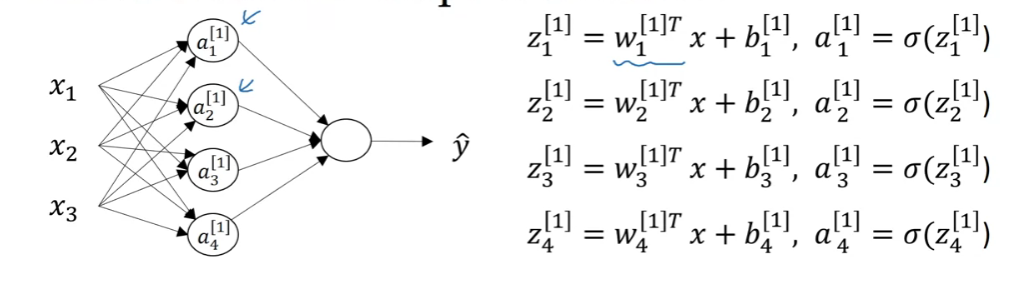 x₁
x₂
x₃
a₁^[1]
a₂^[1]
a₃^[1]
a₄^[1]
ŷ
z₁^[1] = w₁^[1]T x + b₁^[1], a₁^[1] = σ(z₁^[1])
z₂^[1] = w₂^[1]T x + b₂^[1], a₂^[1] = σ(z₂^[1])
z₃^[1] = w₃^[1]T x + b₃^[1], a₃^[1] = σ(z₃^[1])
z₄^[1] = w₄^[1]T x + b₄^[1], a₄^[1] = σ(z₄^[1])